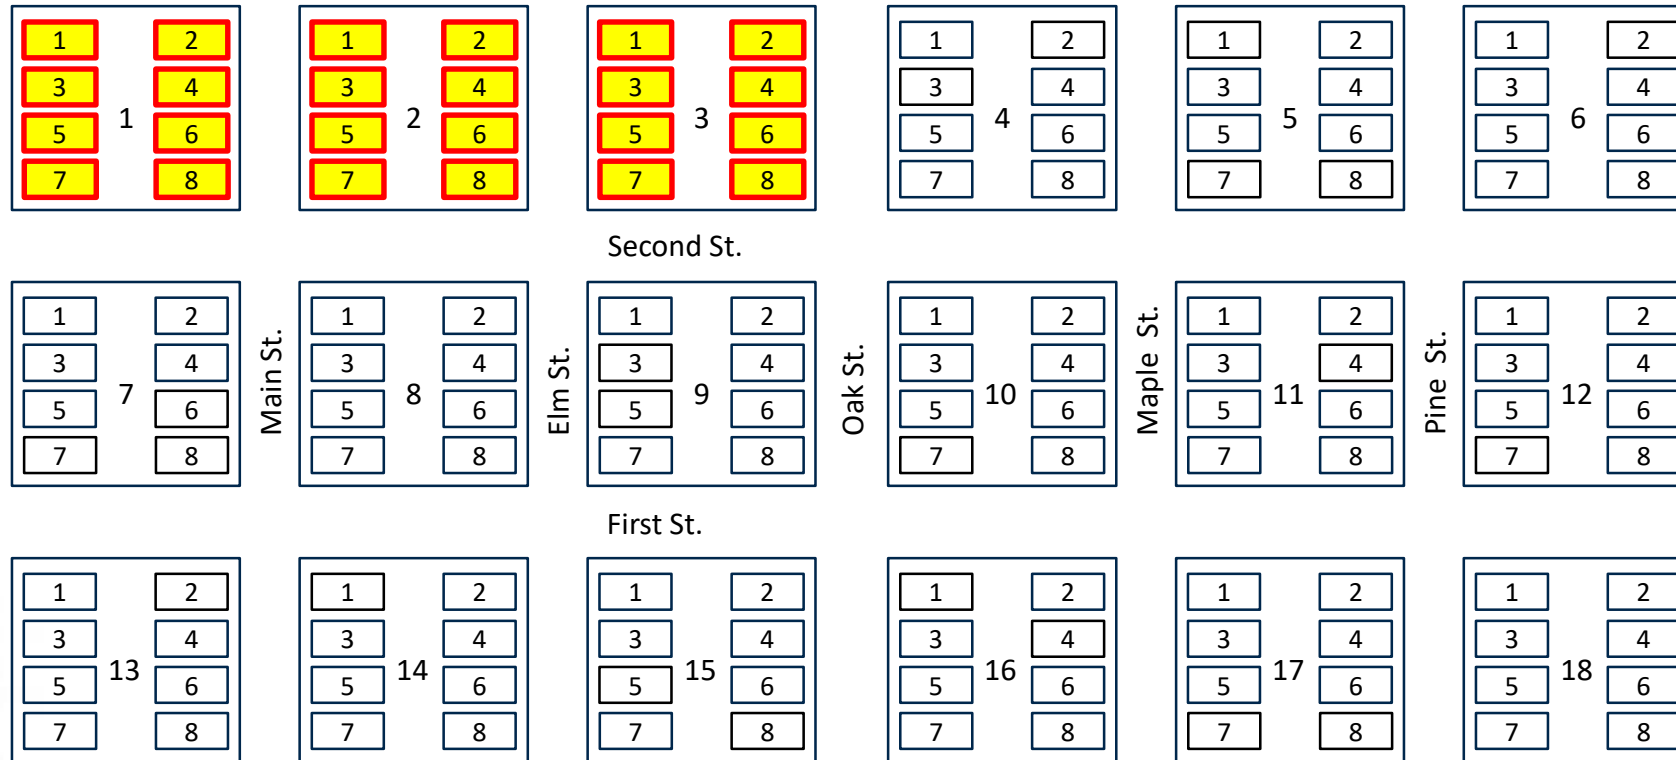 1 2 1 2 1 2 1 2 1 2 1 2
3 4 3 4 3 4 3 4 3 4 3 4
1 2 3 4 5 6
5 6 5 6 5 6 5 6 5 6 5 6
7 8 7 8 7 8 7 8 7 8 7 8
Second St.
1 2 1 2 1 2 1 2 1 2 1 2
3 4 3 4 3 4 3 4 3 4 3 4
7 8 9 10 11 12
5 6 5 6 5 6 5 6 5 6 5 6
7 8 7 8 7 8 7 8 7 8 7 8
Main St.
Elm St.
Oak St.
Maple St.
Pine St.
First St.
1 2 1 2 1 2 1 2 1 2 1 2
3 4 3 4 3 4 3 4 3 4 3 4
13 14 15 16 17 18
5 6 5 6 5 6 5 6 5 6 5 6
7 8 7 8 7 8 7 8 7 8 7 8